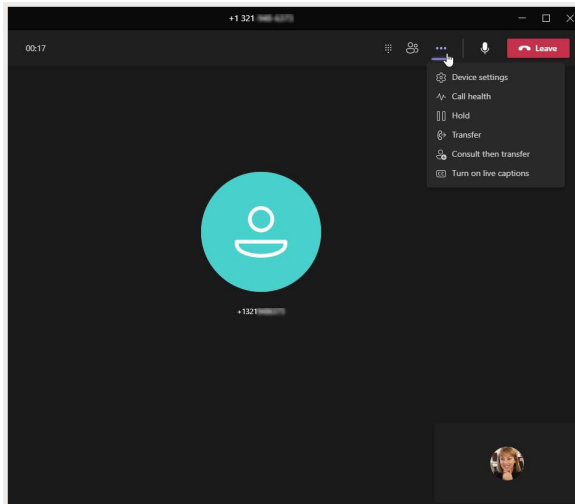 +1 321
00:17
Leave
Device settings
Call health
Hold
Transfer
Consult then transfer
CC Turn on live captions
+1321